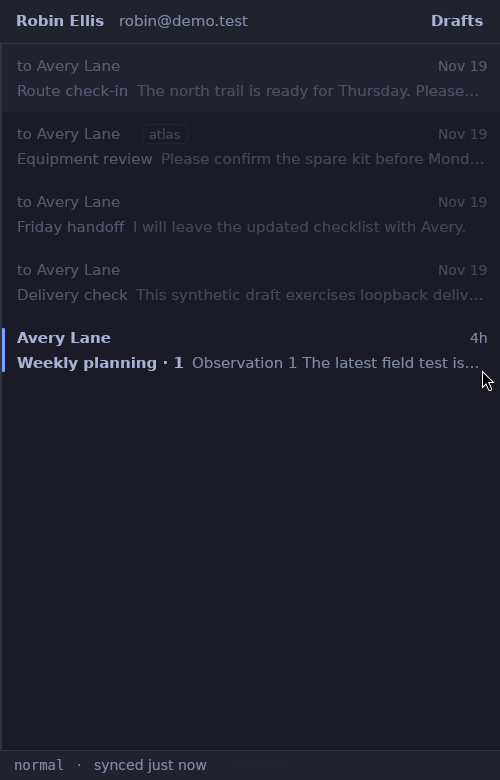 Robin Ellis robin@demo.test Drafts
to Avery Lane Nov 19
Route check-in The north trail is ready for Thursday. Please…
to Avery Lane atlas Nov 19
Equipment review Please confirm the spare kit before Mond…
to Avery Lane Nov 19
Friday handoff I will leave the updated checklist with Avery.
to Avery Lane Nov 19
Delivery check This synthetic draft exercises loopback deliv…
Avery Lane 4h
Weekly planning · 1 Observation 1 The latest field test is…
normal · synced just now